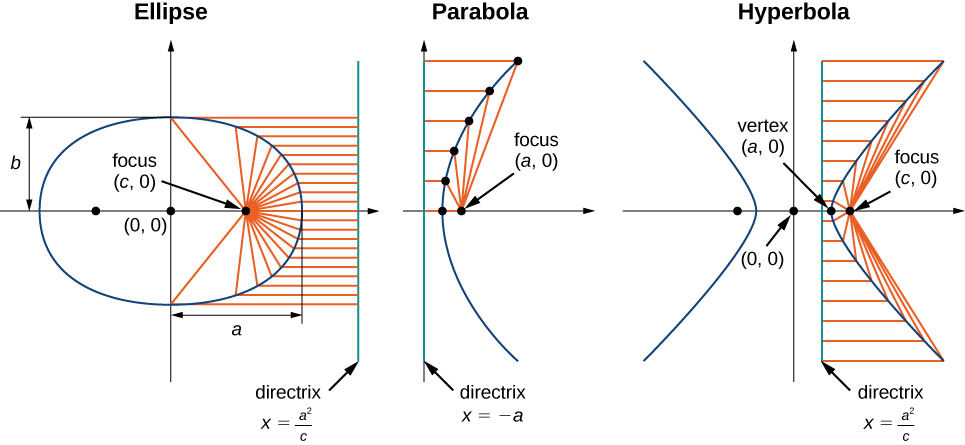 Ellipse
b
focus
(c, 0)
(0, 0)
a
directrix
x = a²/c
Parabola
focus
(a, 0)
directrix
x = −a
Hyperbola
vertex
(a, 0)
focus
(c, 0)
(0, 0)
directrix
x = a²/c